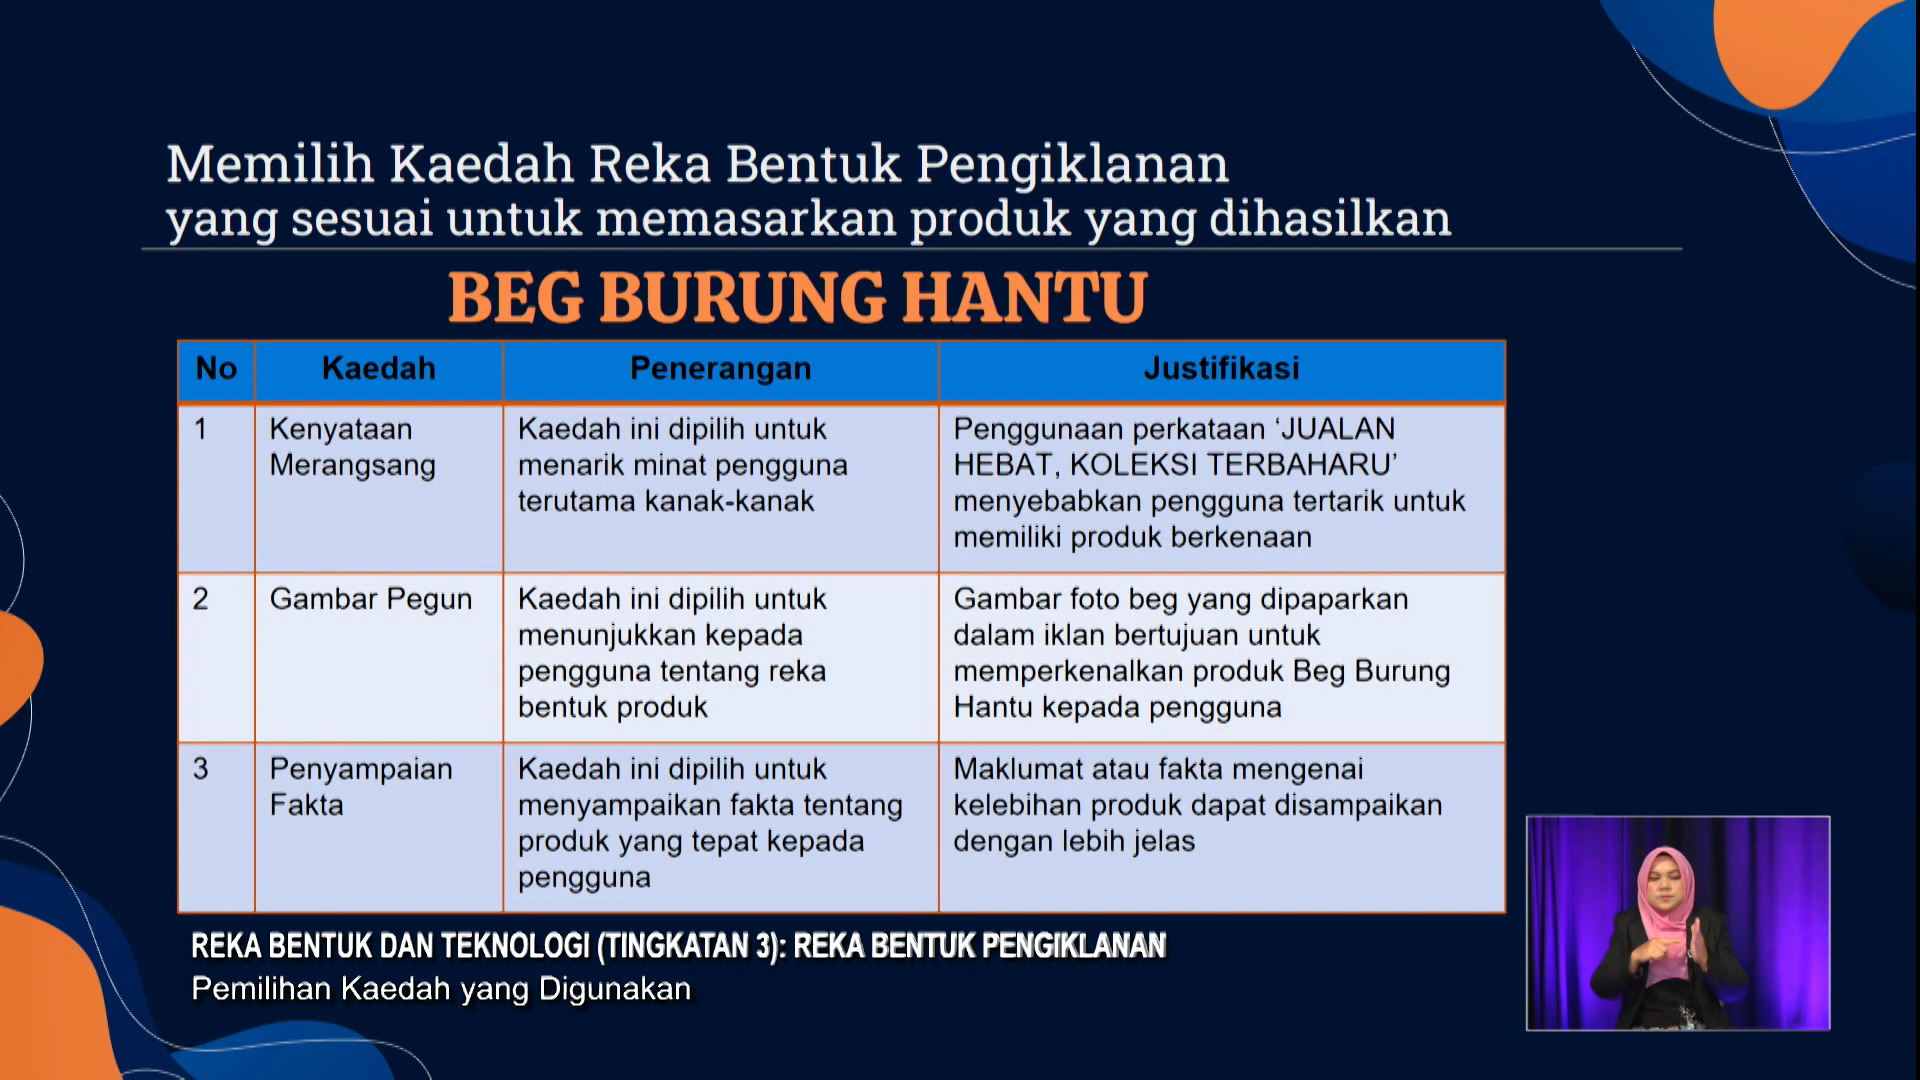 Memilih Kaedah Reka Bentuk Pengiklanan
yang sesuai untuk memasarkan produk yang dihasilkan
BEG BURUNG HANTU
No Kaedah Penerangan Justifikasi
1
Kenyataan
Merangsang
Kaedah ini dipilih untuk
menarik minat pengguna
terutama kanak-kanak
Penggunaan perkataan ‘JUALAN
HEBAT, KOLEKSI TERBAHARU’
menyebabkan pengguna tertarik untuk
memiliki produk berkenaan
2
Gambar Pegun
Kaedah ini dipilih untuk
menunjukkan kepada
pengguna tentang reka
bentuk produk
Gambar foto beg yang dipaparkan
dalam iklan bertujuan untuk
memperkenalkan produk Beg Burung
Hantu kepada pengguna
3
Penyampaian
Fakta
Kaedah ini dipilih untuk
menyampaikan fakta tentang
produk yang tepat kepada
pengguna
Maklumat atau fakta mengenai
kelebihan produk dapat disampaikan
dengan lebih jelas
REKA BENTUK DAN TEKNOLOGI (TINGKATAN 3): REKA BENTUK PENGIKLANAN
Pemilihan Kaedah yang Digunakan